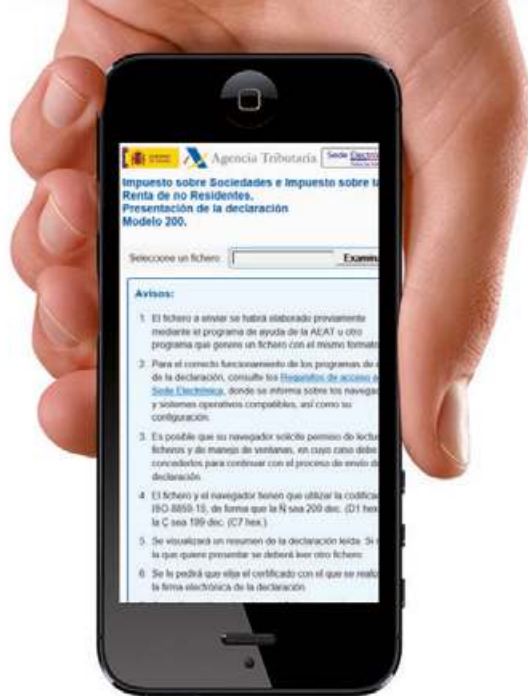 Agencia Tributaria
Sede Electrón
Impuesto sobre Sociedades e Impuesto sobre la
Renta de no Residentes.
Presentación de la declaración
Modelo 200.
Seleccione un fichero:
Examina
Avisos:
1. El fichero a enviar se habrá elaborado previamente
mediante el programa de ayuda de la AEAT u otro
programa que genere un fichero con el mismo formato
2. Para el correcto funcionamiento de los programas de
de la declaración, consulte los Requisitos de acceso a
Sede Electrónica, donde se informa sobre los navegad
y sistemas operativos compatibles, así como su
configuración.
3. Es posible que su navegador solicite permiso de lectu
ficheros y de manejo de ventanas, en cuyo caso debe
concederlos para continuar con el proceso de envío de
declaración.
4. El fichero y el navegador tienen que utilizar la codifica
ISO-8859-15, de forma que la Ñ sea 209 dec. (D1 hex
la Ç sea 199 dec. (C7 hex.)
5. Se visualizará un resumen de la declaración leída. Si
la que quiere presentar se deberá leer otro fichero
6. Se le pedirá que elija el certificado con el que se realiz
la firma electrónica de la declaración